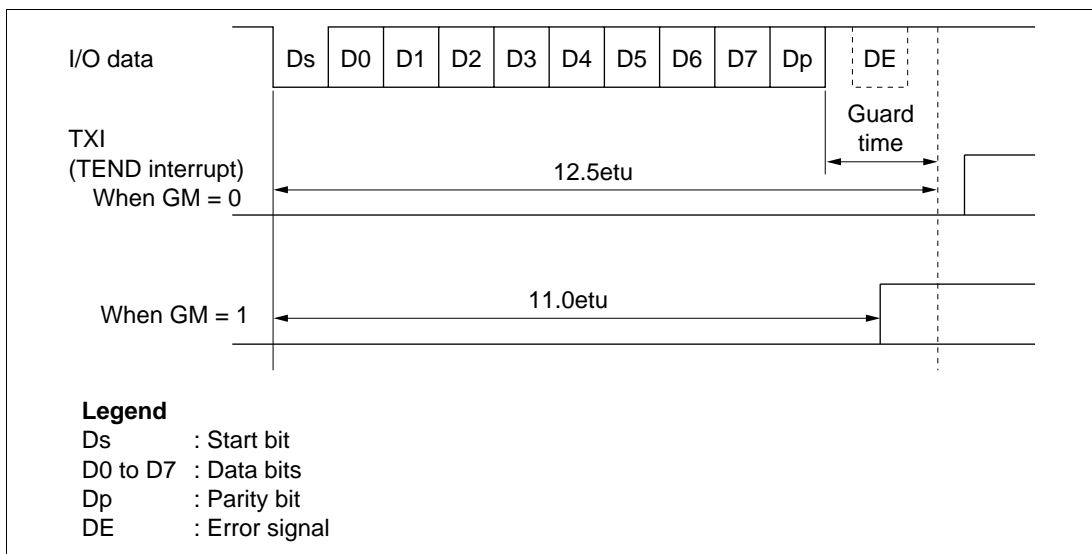 I/O data
Ds D0 D1 D2 D3 D4 D5 D6 D7 Dp DE
Guard
time
TXI
(TEND interrupt)
When GM = 0
12.5etu
When GM = 1
11.0etu
Legend
Ds : Start bit
D0 to D7 : Data bits
Dp : Parity bit
DE : Error signal